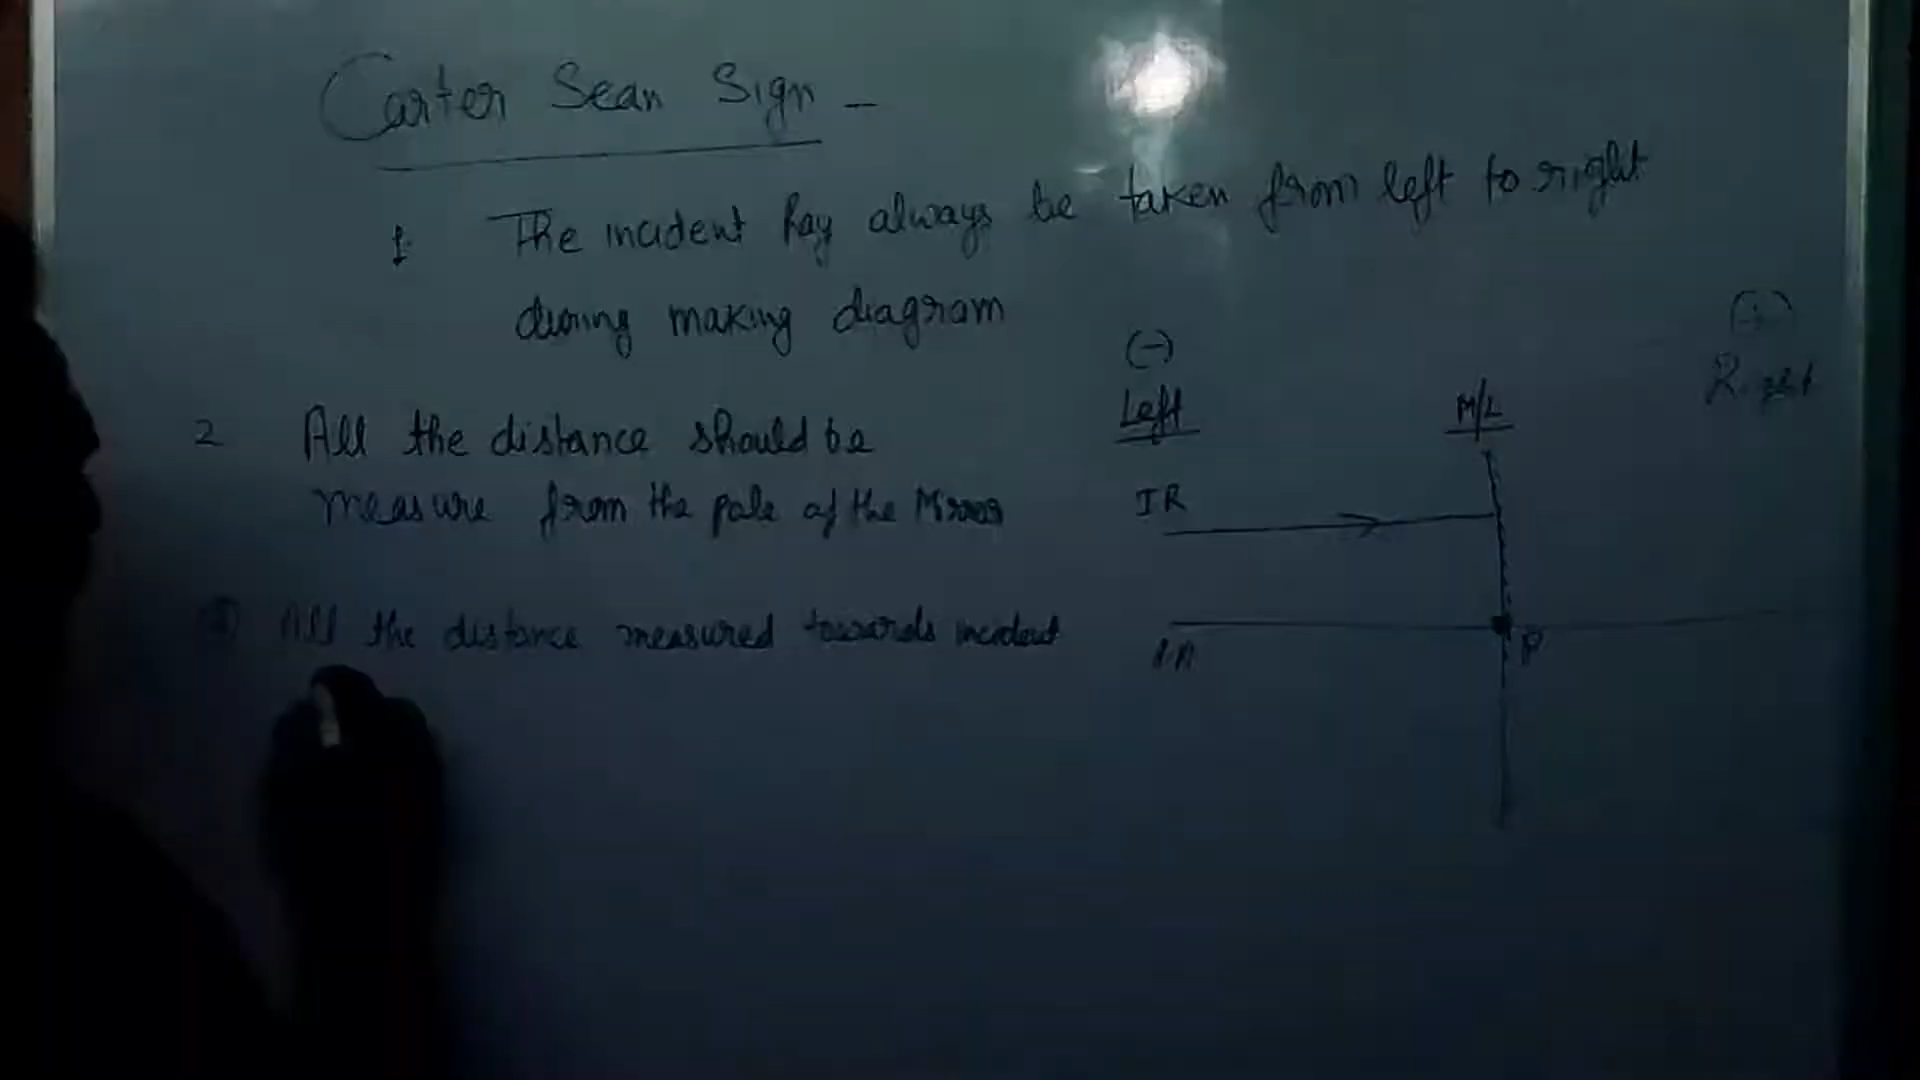 Carter Sean Sign -
1. The incident Ray always be taken from left to right
during making diagram
2 All the distance should be
measure from the pole of the Mirror
All the distance measured towards incident
(-)
Left
M/L
(+)
Right
IR
P